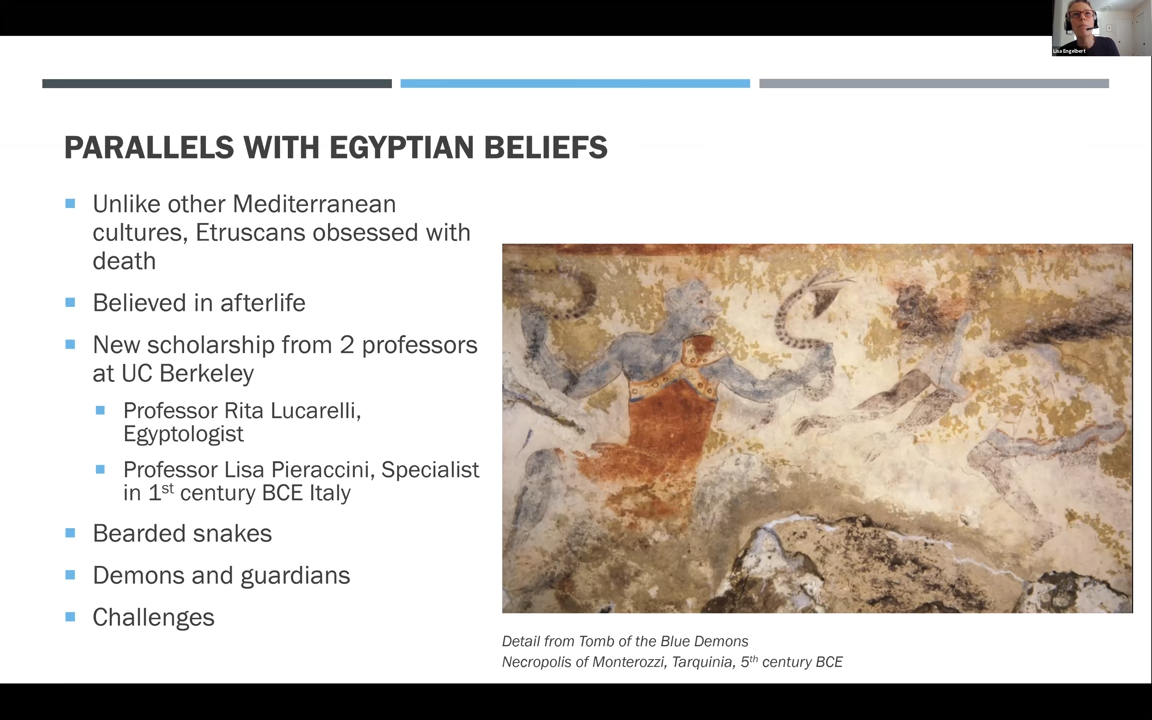 Lisa Engelbert
PARALLELS WITH EGYPTIAN BELIEFS
Unlike other Mediterranean
cultures, Etruscans obsessed with
death
Believed in afterlife
New scholarship from 2 professors
at UC Berkeley
Professor Rita Lucarelli,
Egyptologist
Professor Lisa Pieraccini, Specialist
in 1st century BCE Italy
Bearded snakes
Demons and guardians
Challenges
Detail from Tomb of the Blue Demons
Necropolis of Monterozzi, Tarquinia, 5th century BCE